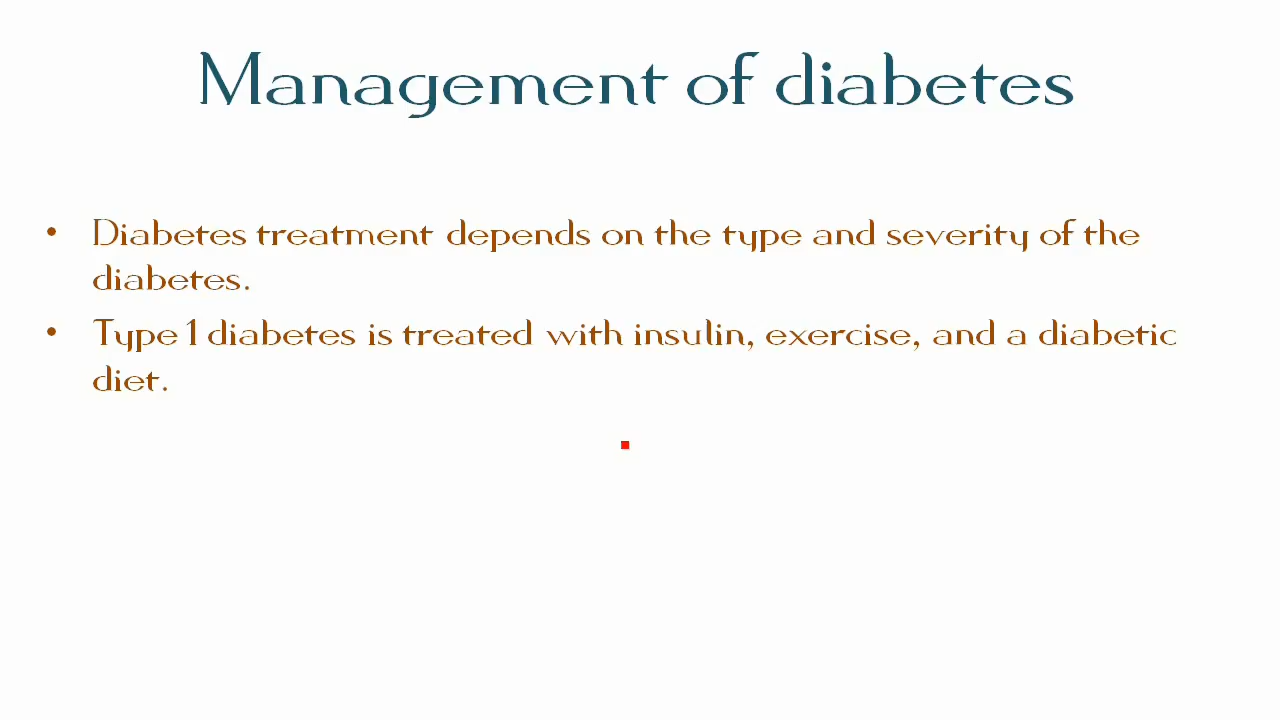 Management of diabetes
• Diabetes treatment depends on the type and severity of the
diabetes.
• Type 1 diabetes is treated with insulin, exercise, and a diabetic
diet.